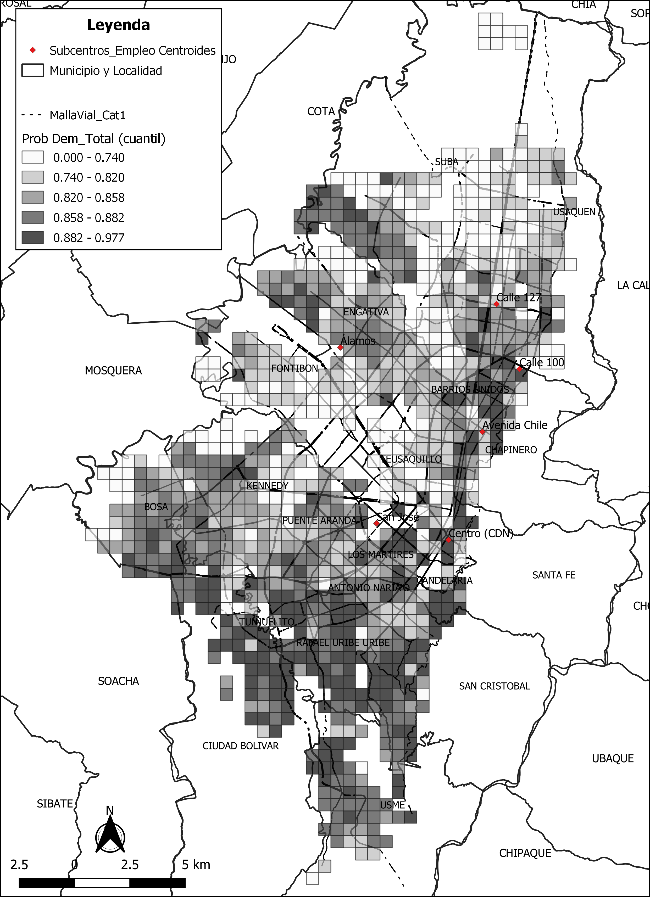 ROSAL
CHIA
SOP
Leyenda
Subcentros_Empleo Centroides
Municipio y Localidad
MallaVial_Cat1
Prob Dem_Total (cuantil)
0.000 - 0.740
0.740 - 0.820
0.820 - 0.858
0.858 - 0.882
0.882 - 0.977
NJO
COTA
SUBA
USAQUEN
LA CAL
Calle 127
ENGATIVA
Alamos
Calle 100
MOSQUERA
FONTIBON
BARRIOS UNIDOS
Avenida Chile
CHAPINERO
TEUSAQUILLO
KENNEDY
BOSA
PUENTE ARANDA
San Jose
Centro (CDN)
LOS MARTIRES
SANTA FE
CANDELARIA
ANTONIO NARIÑO
CHO
TUNJUELITO
RAFAEL URIBE URIBE
SOACHA
SAN CRISTOBAL
CIUDAD BOLIVAR
UBAQUE
SIBATE
USME
N
CHIPAQUE
2.5 0 2.5 5 km